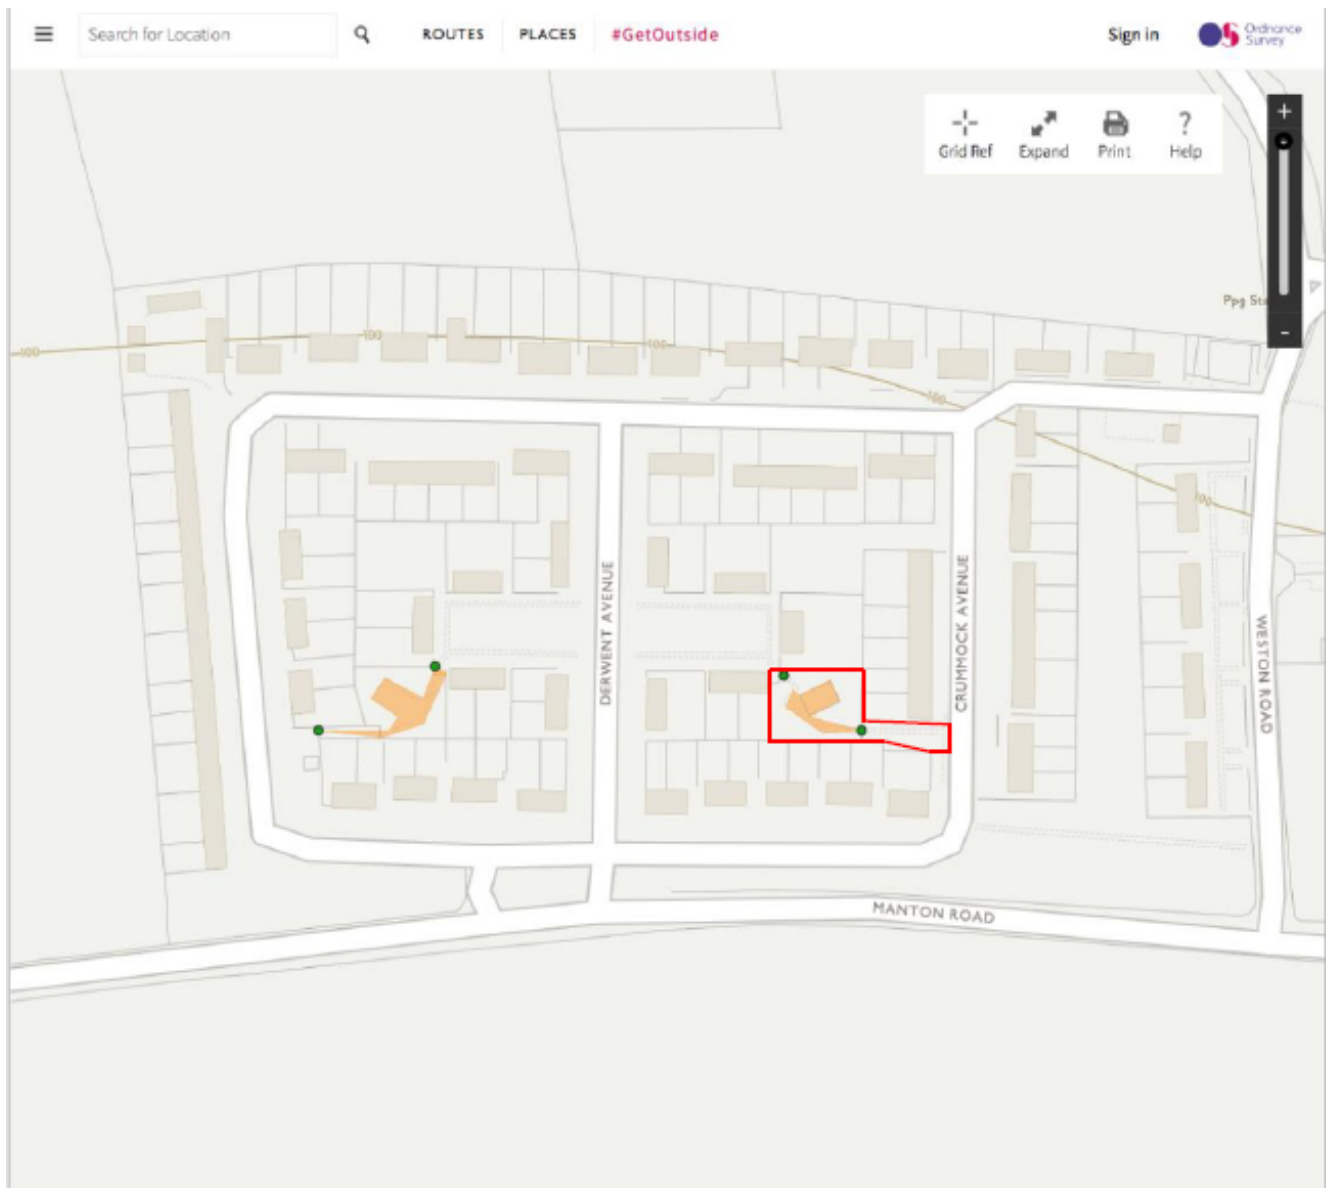 Search for Location
ROUTES
PLACES
#GetOutside
Sign in
Ordnance
Survey
Grid Ref
Expand
Print
?
Help
+
-
Ppg
100
100
100
100
100
DERWENT AVENUE
CRUMMOCK AVENUE
WESTON ROAD
MANTON ROAD